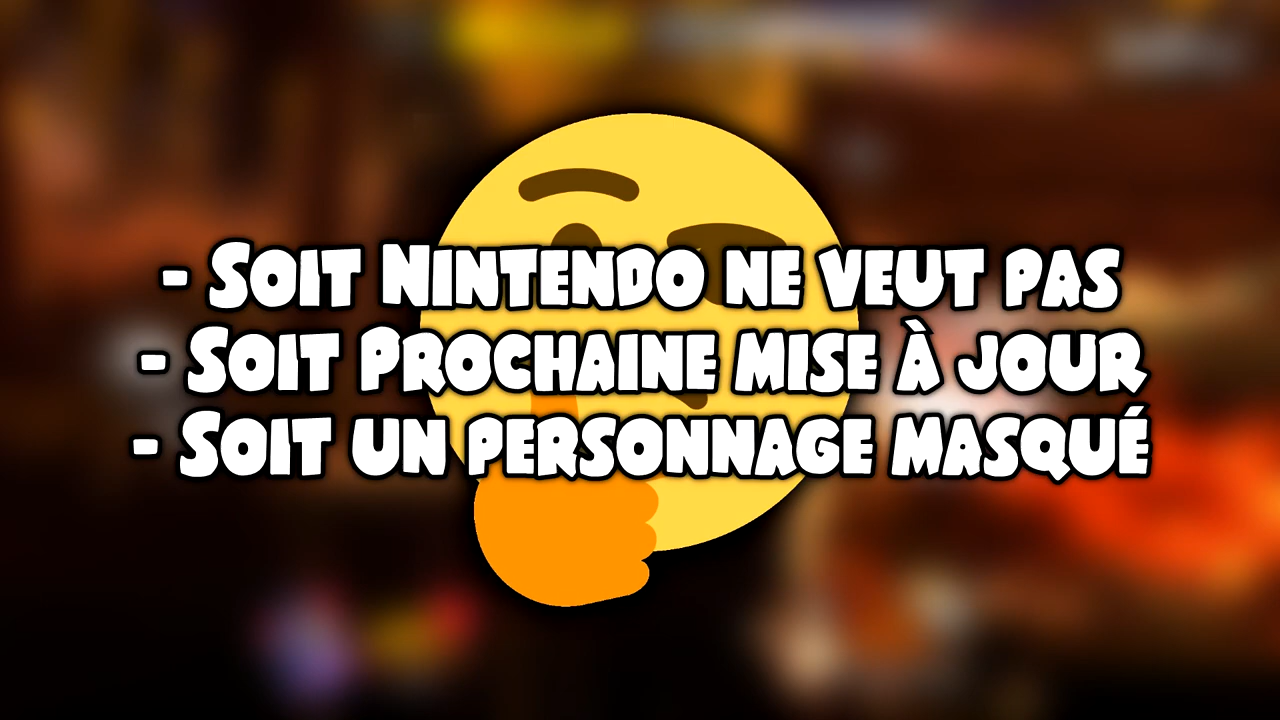 - Soit Nintendo ne veut pas
- Soit Prochaine mise à jour
- Soit un personnage masqué